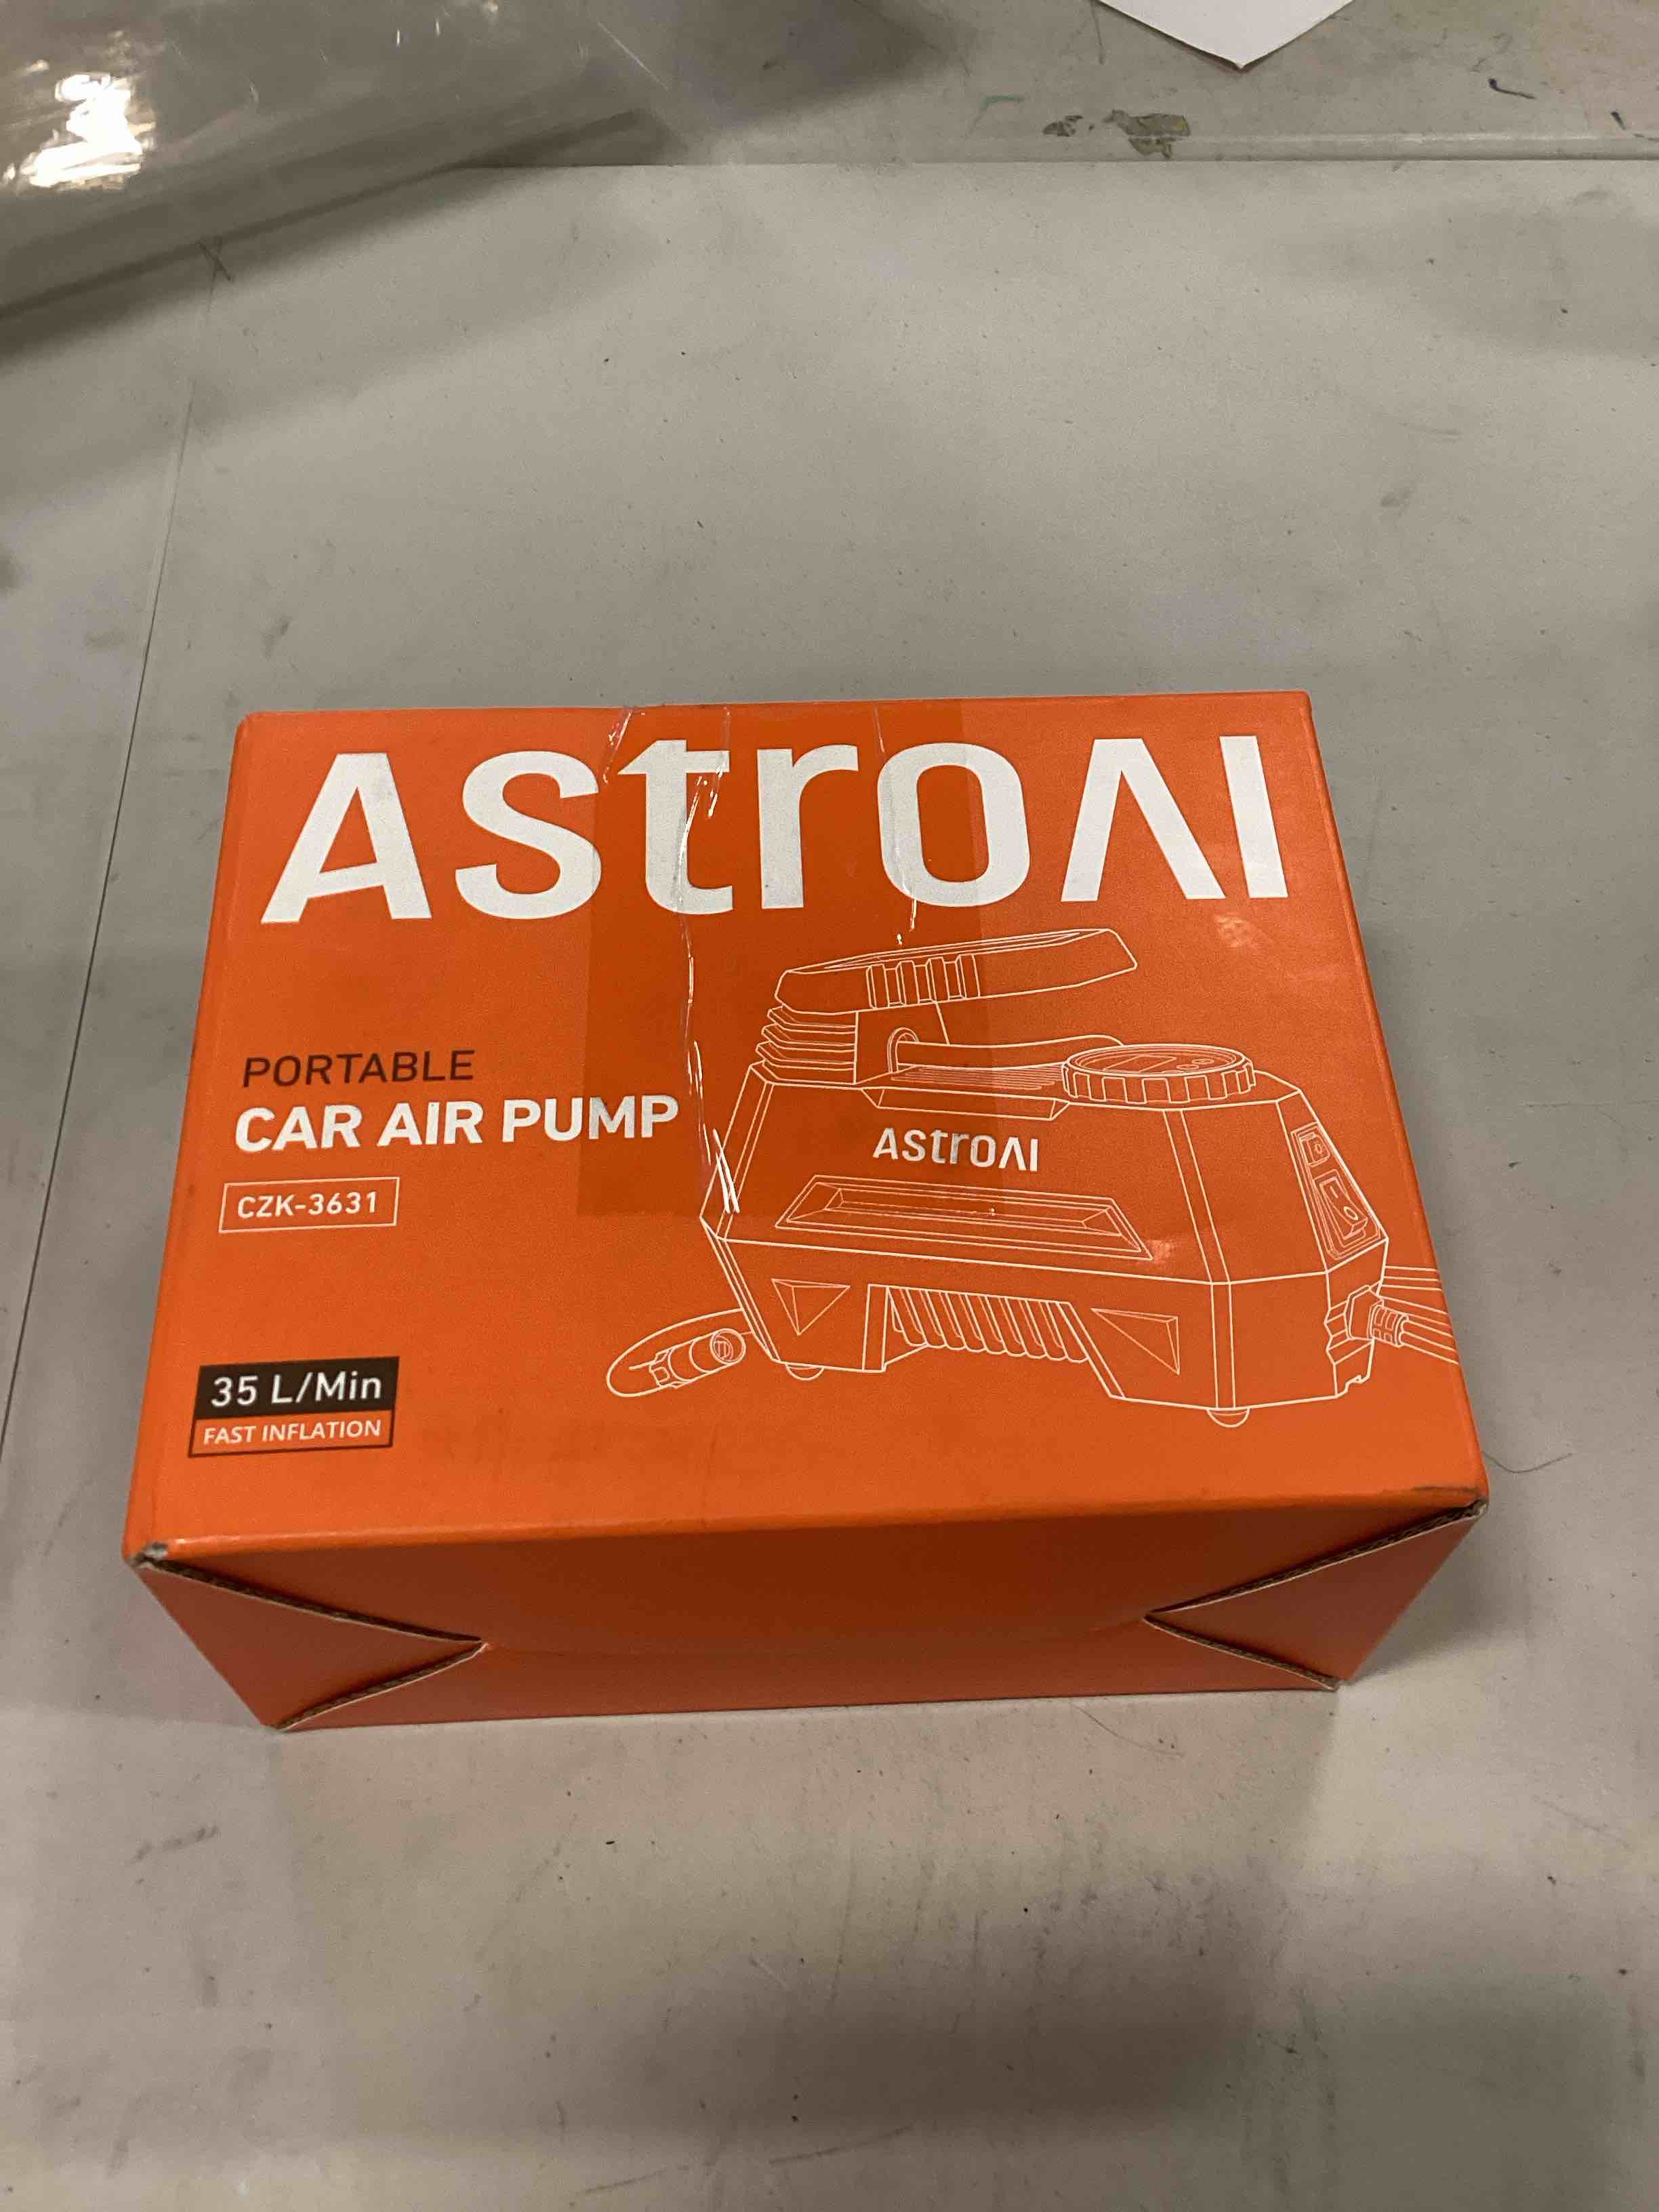 AstroAI
PORTABLE
CAR AIR PUMP
CZK-3631
AstroAI
35 L/Min
FAST INFLATION